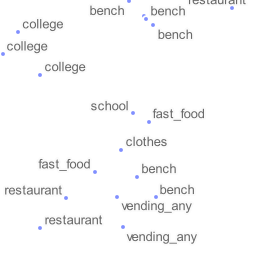 restaurant
bench
bench
college
bench
college
college
school
fast_food
clothes
fast_food
bench
restaurant
bench
vending_any
restaurant
vending_any